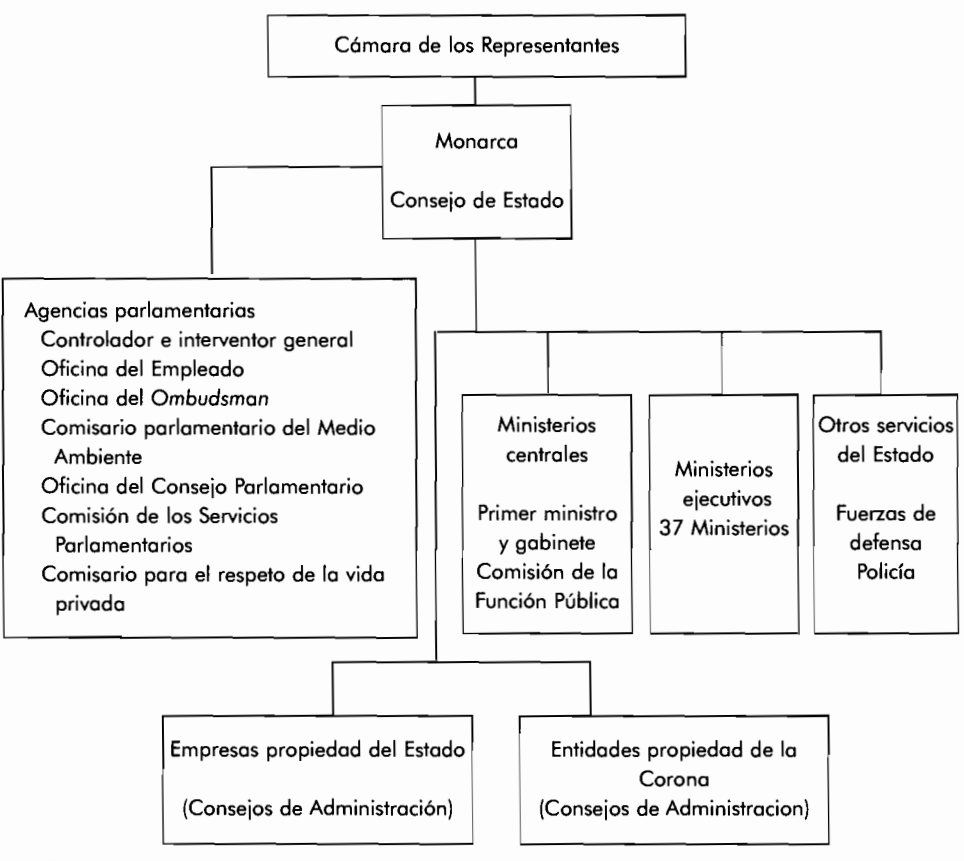 Cámara de los Representantes
Monarca
Consejo de Estado
Agencias parlamentarias
Controlador e interventor general
Oficina del Empleado
Oficina del Ombudsman
Comisario parlamentario del Medio
Ambiente
Oficina del Consejo Parlamentario
Comisión de los Servicios
Parlamentarios
Comisario para el respeto de la vida
privada
Ministerios
centrales
Primer ministro
y gabinete
Comisión de la
Función Pública
Ministerios
ejecutivos
37 Ministerios
Otros servicios
del Estado
Fuerzas de
defensa
Policía
Empresas propiedad del Estado
(Consejos de Administración)
Entidades propiedad de la
Corona
(Consejos de Administracion)